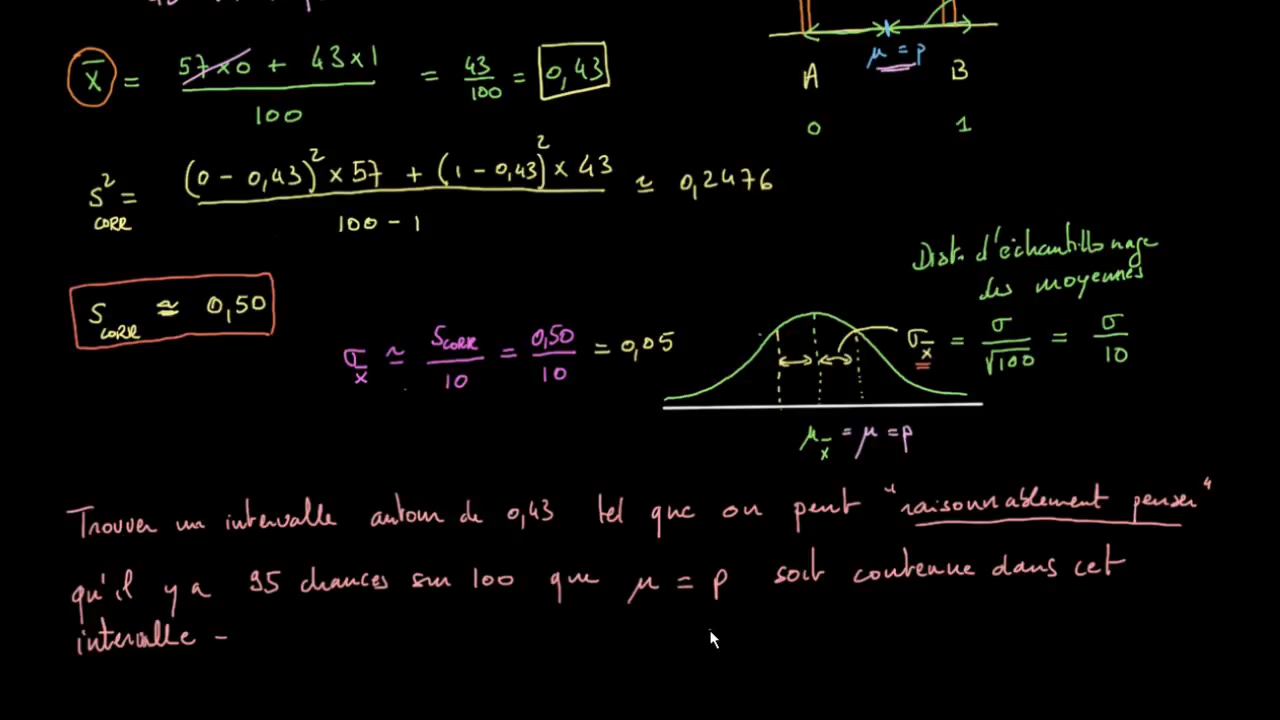 x̄ = (57×0 + 43×1) / 100 = 43/100 = 0,43
μ = p
A B
0 1
S²CORR = ((0 - 0,43)² × 57 + (1 - 0,43)² × 43) / (100 - 1) ≃ 0,2476
Dist. d'échantillonage
des moyennes
SCORR ≃ 0,50
σx̄ ≃ SCORR/10 = 0,50/10 = 0,05
σx̄ = σ/√100 = σ/10
μx̄ = μ = p
Trouver un intervalle autour de 0,43 tel que on peut "raisonnablement penser"
qu'il y a 95 chances sur 100 que μ = p soit contenue dans cet
intervalle -